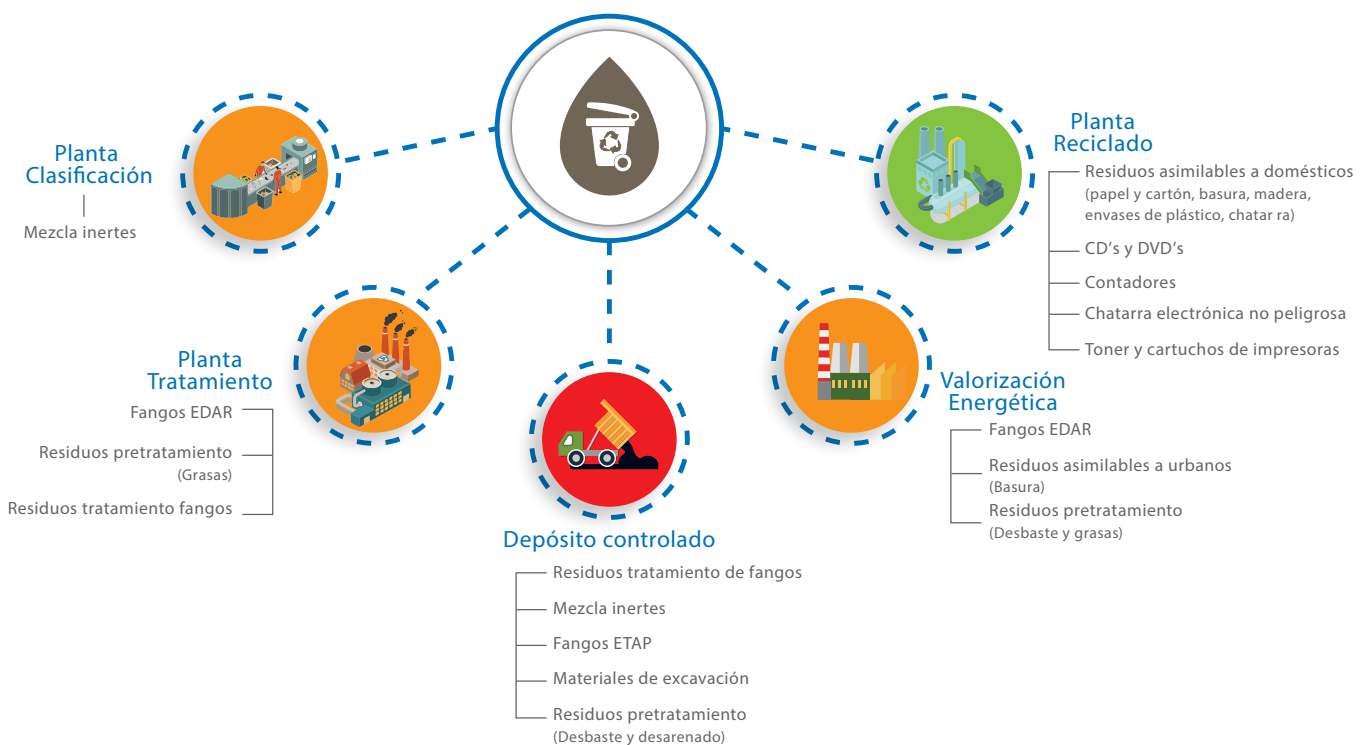 Planta
Clasificación
Mezcla inertes
Planta
Tratamiento
Fangos EDAR
Residuos pretratamiento
(Grasas)
Residuos tratamiento fangos
Depósito controlado
Residuos tratamiento de fangos
Mezcla inertes
Fangos ETAP
Materiales de excavación
Residuos pretratamiento
(Desbaste y desarenado)
Valorización
Energética
Fangos EDAR
Residuos asimilables a urbanos
(Basura)
Residuos pretratamiento
(Desbaste y grasas)
Planta
Reciclado
Residuos asimilables a domésticos
(papel y cartón, basura, madera,
envases de plástico, chatar ra)
CD's y DVD's
Contadores
Chatarra electrónica no peligrosa
Toner y cartuchos de impresoras